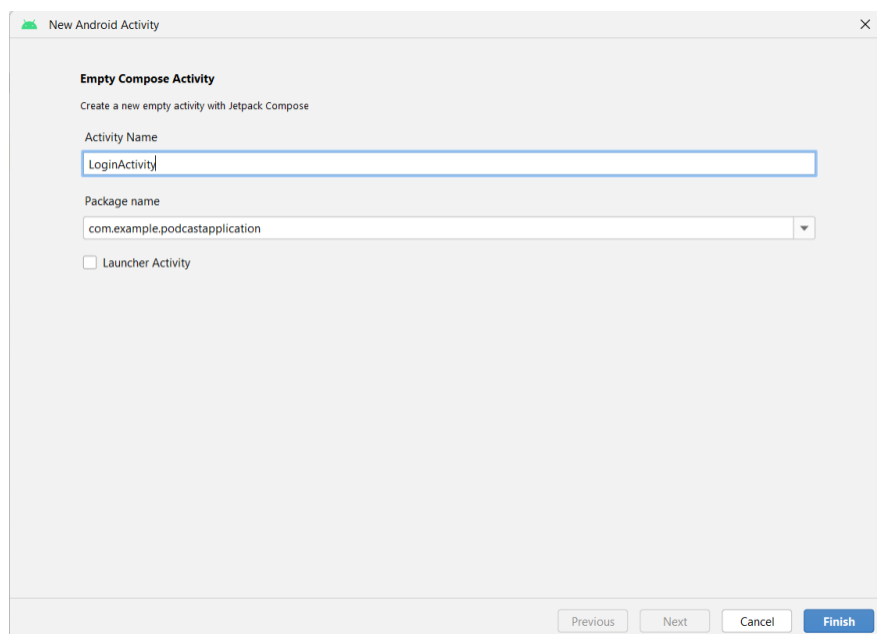 New Android Activity
Empty Compose Activity
Create a new empty activity with Jetpack Compose
Activity Name
LoginActivity
Package name
com.example.podcastapplication
Launcher Activity
Previous Next Cancel Finish